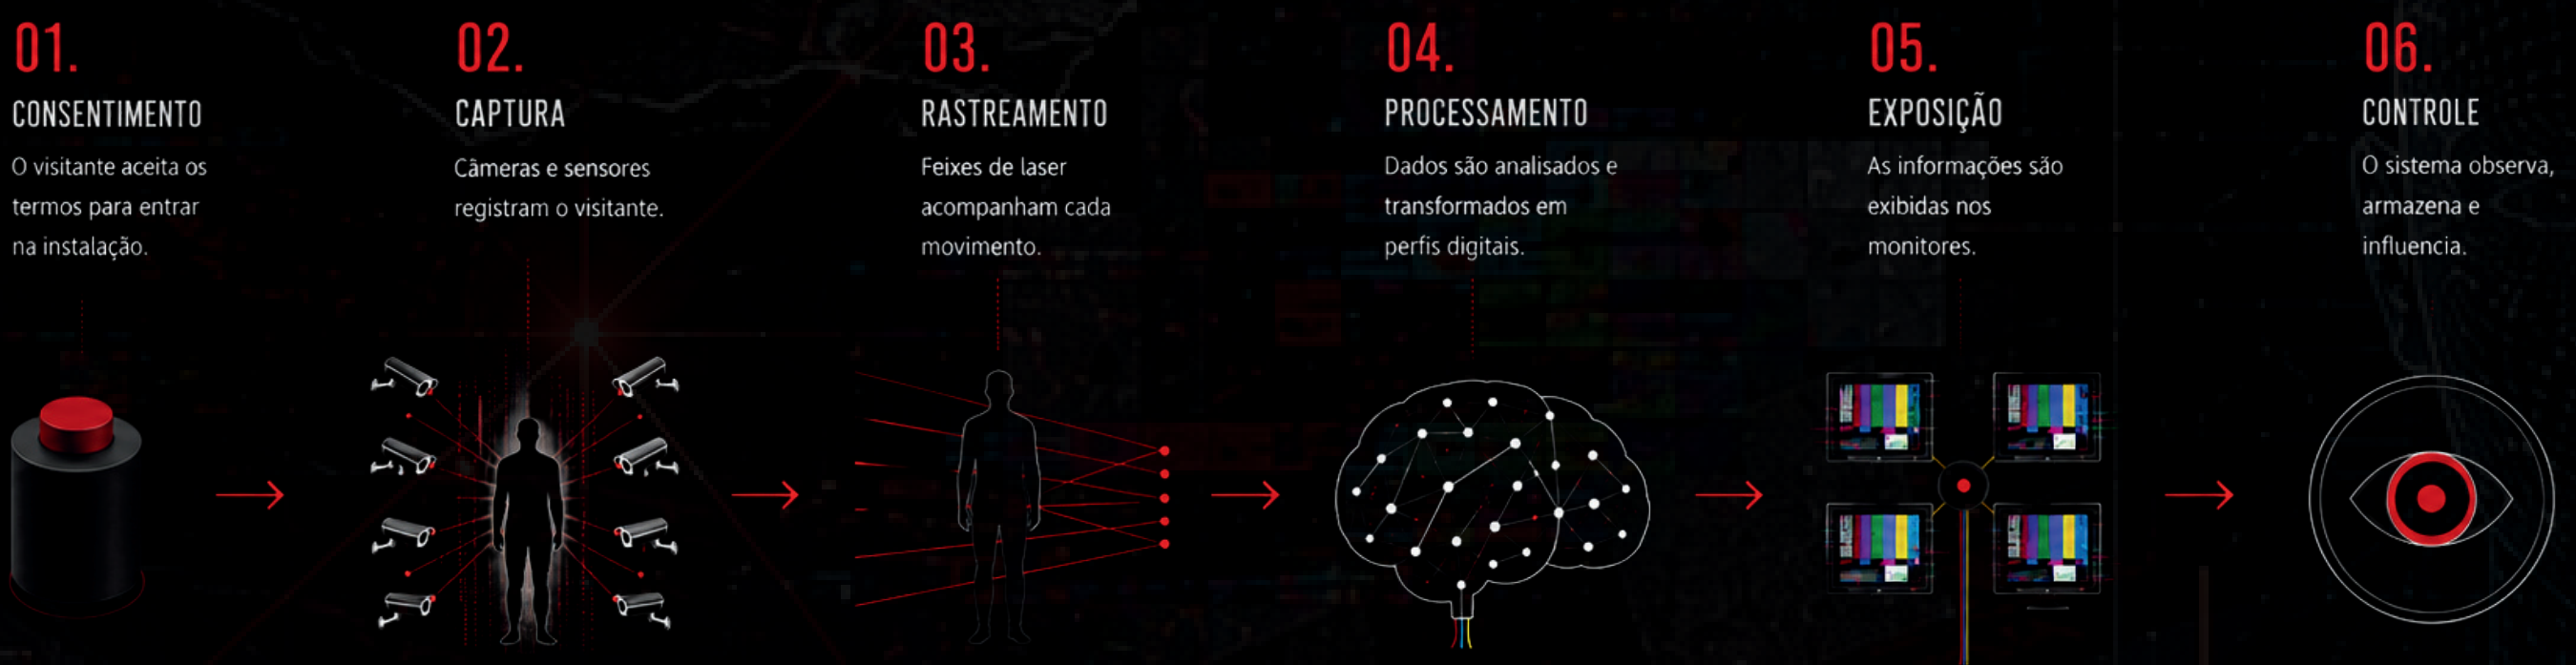 01.
CONSENTIMENTO
O visitante aceita os
termos para entrar
na instalação.
02.
CAPTURA
Câmeras e sensores
registram o visitante.
03.
RASTREAMENTO
Feixes de laser
acompanham cada
movimento.
04.
PROCESSAMENTO
Dados são analisados e
transformados em
perfis digitais.
05.
EXPOSIÇÃO
As informações são
exibidas nos
monitores.
06.
CONTROLE
O sistema observa,
armazena e
influencia.